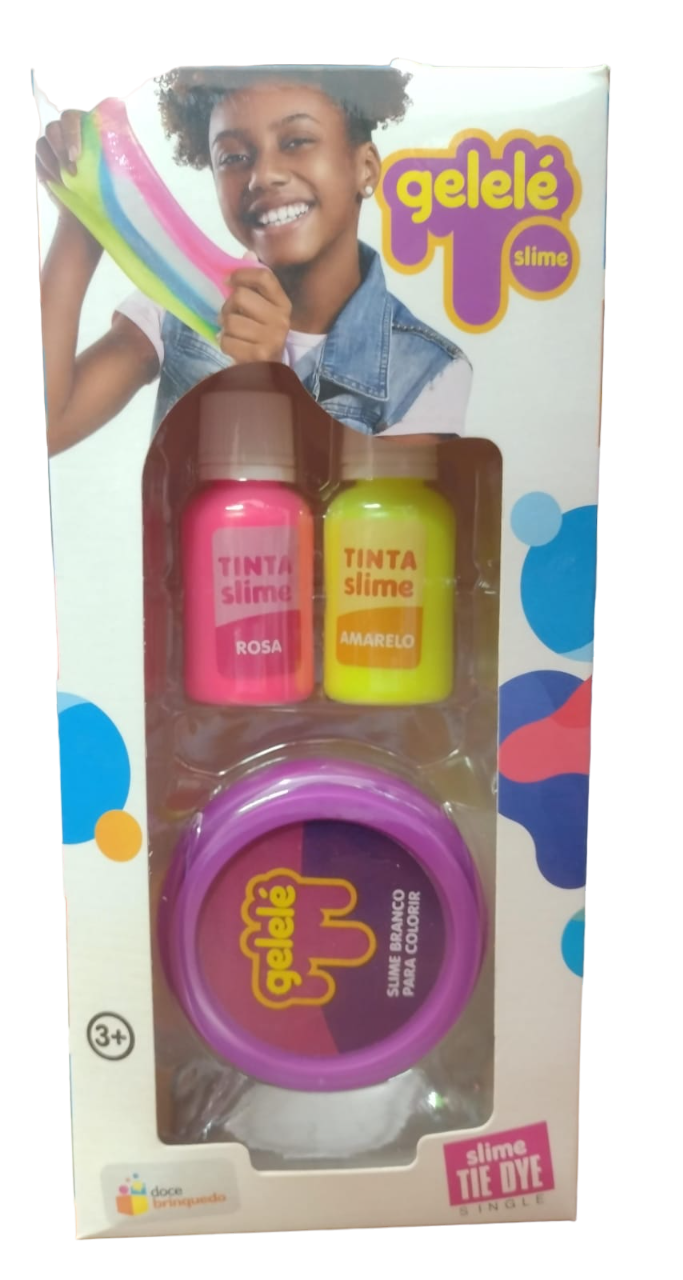 gelelé
slime
TINTA
slime
ROSA
TINTA
slime
AMARELO
gelelé
SLIME BRANCO
PARA COLORIR
3+
doce
brinquedo
slime
TIE DYE
SINGLE